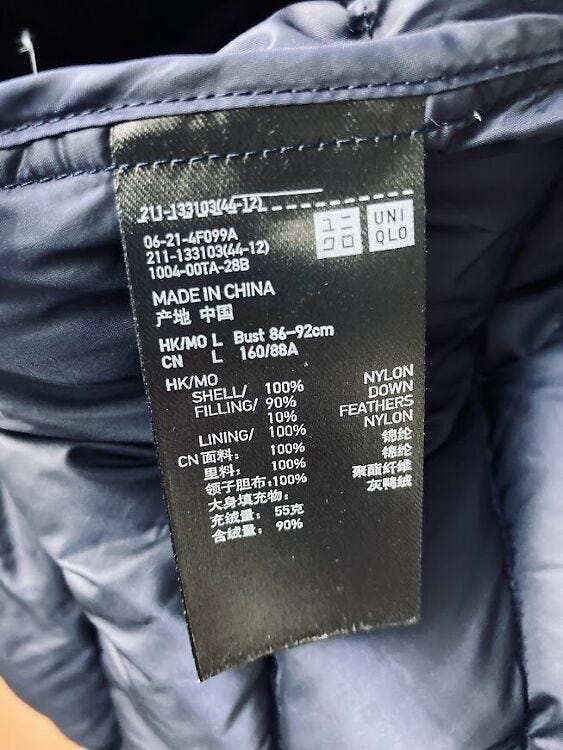 211-133103(44-12)
ユニ
クロ
UNI
QLO
06-21-4F099A
211-133103(44-12)
1004-00TA-28B
MADE IN CHINA
产地 中国
HK/MO L Bust 86-92cm
CN L 160/88A
HK/MO
SHELL/ 100% NYLON
FILLING/ 90% DOWN
10% FEATHERS
LINING/ 100% NYLON
CN 面料: 100% 锦纶
里料: 100% 锦纶
领子胆布:100% 聚酯纤维
大身填充物: 灰鸭绒
充绒量: 55克
含绒量: 90%